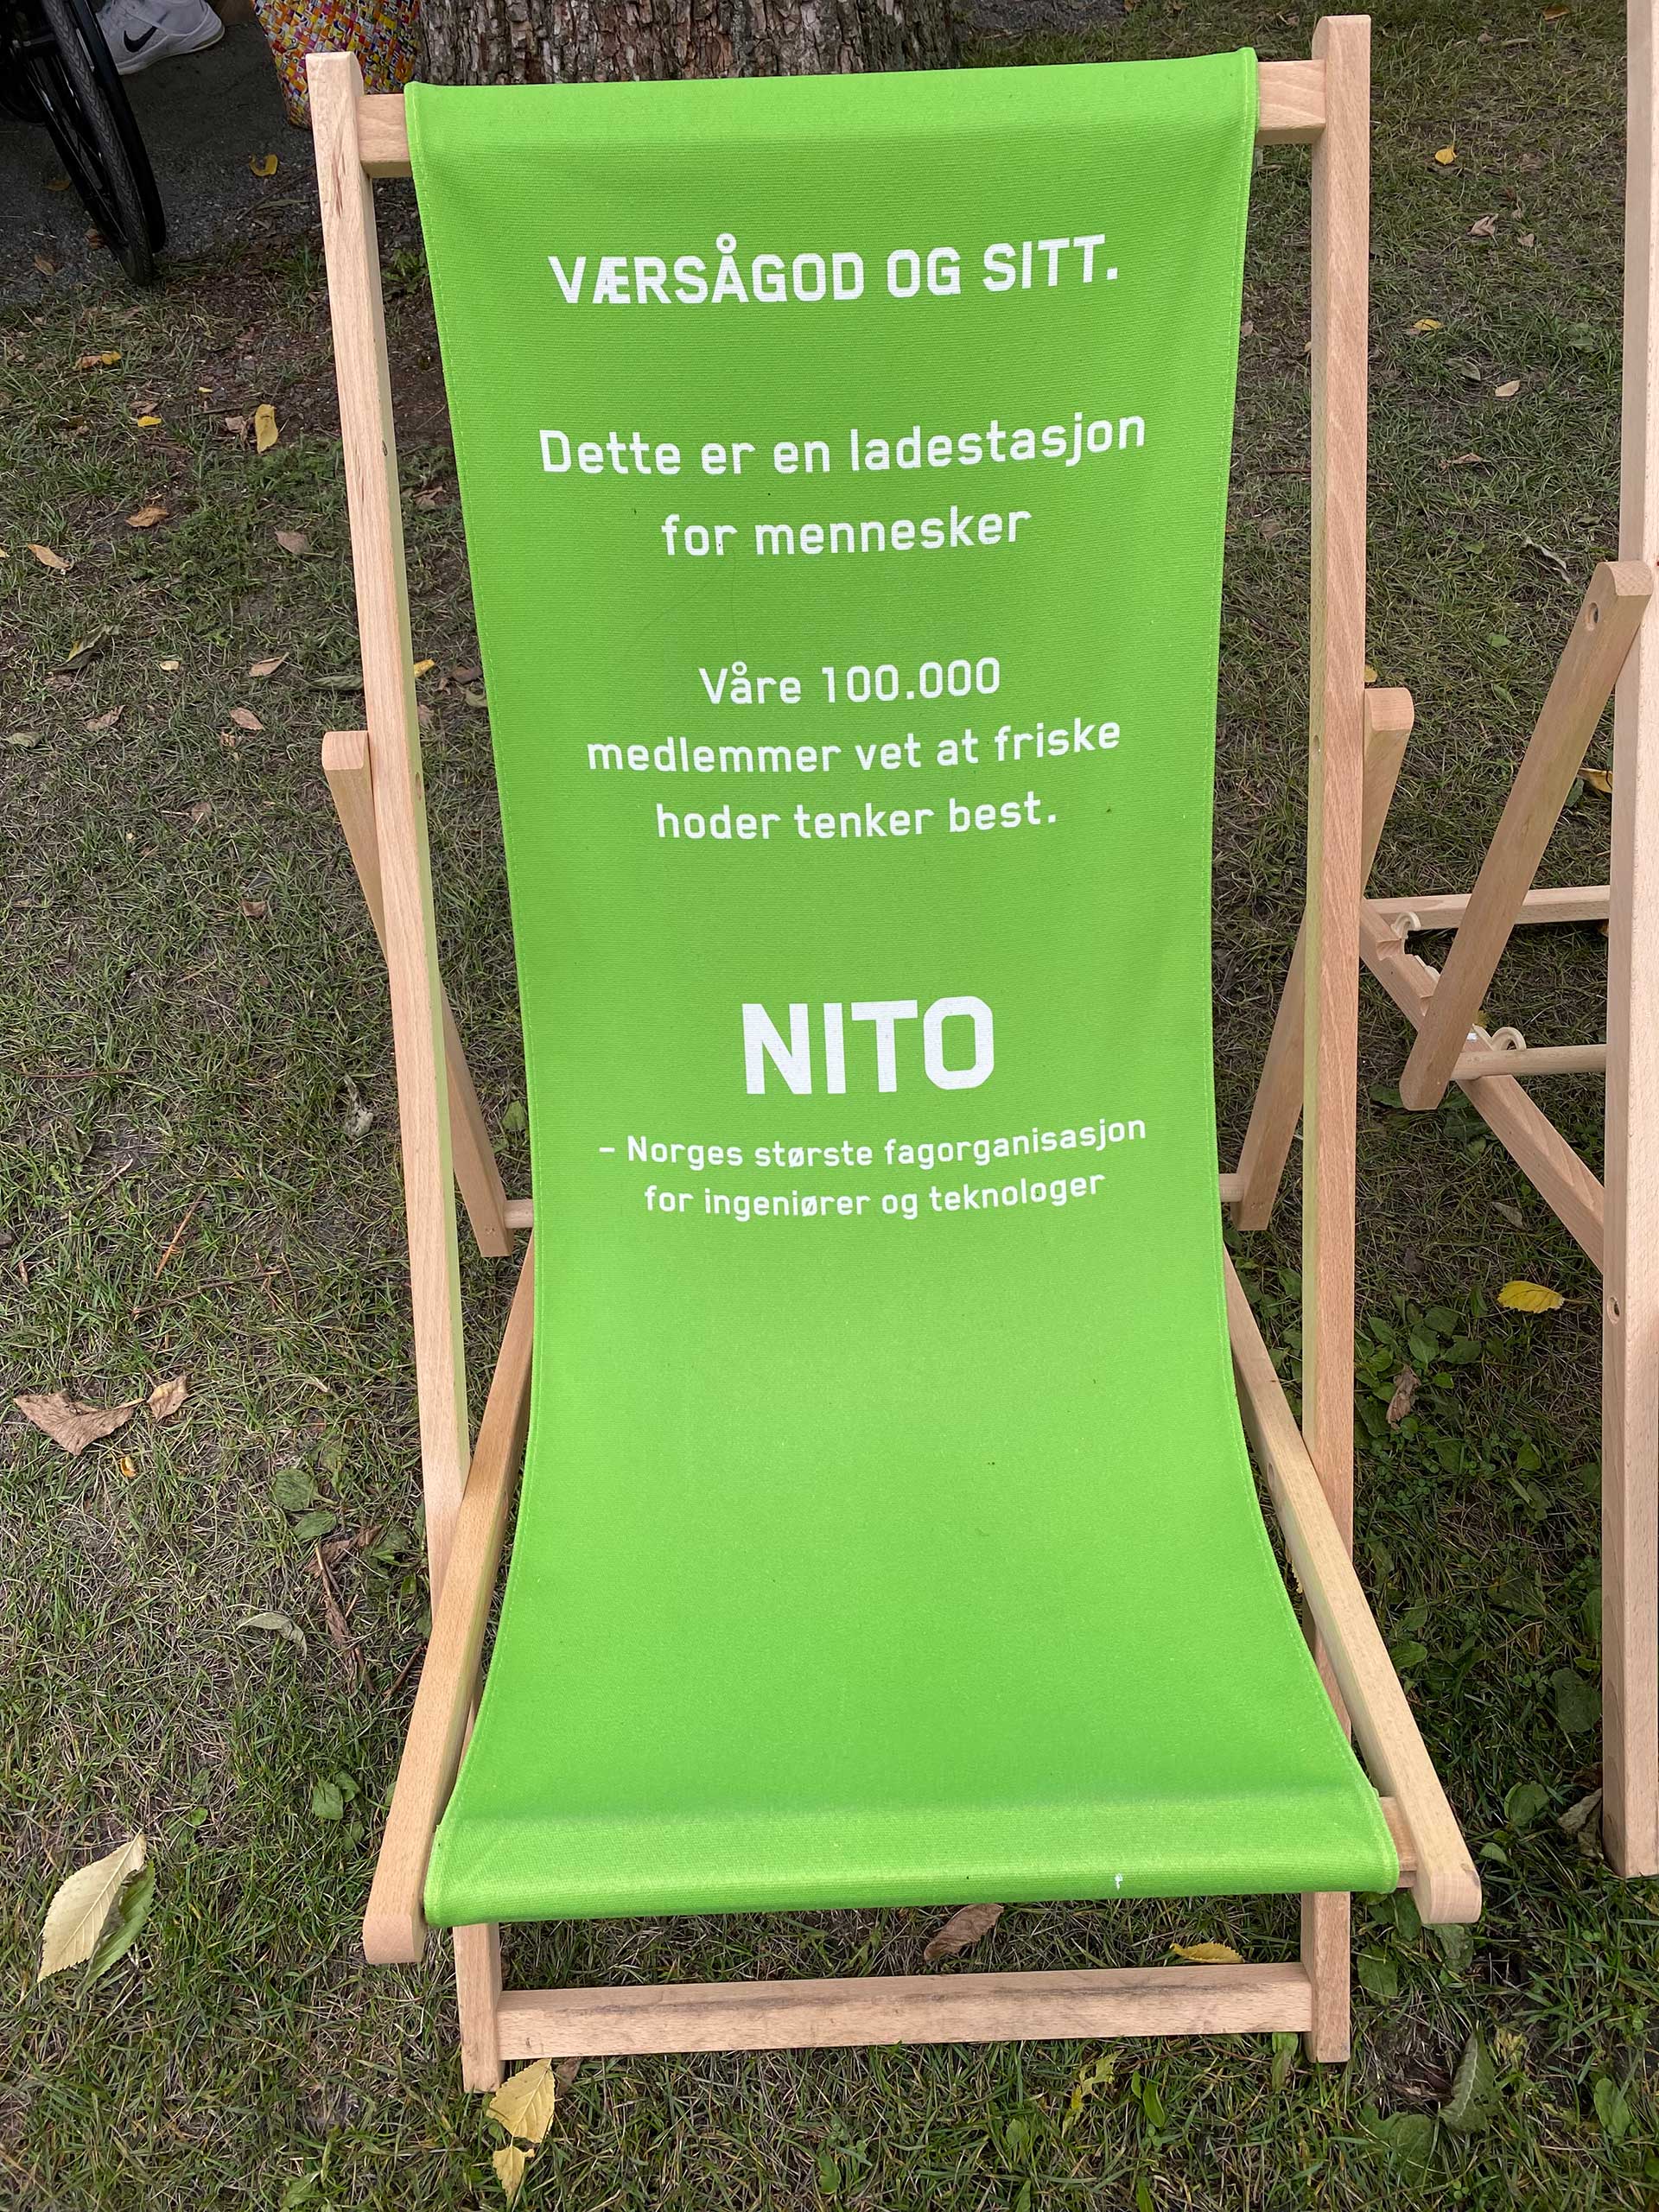 VÆRSÅGOD OG SITT.
Dette er en ladestasjon
for mennesker
Våre 100.000
medlemmer vet at friske
hoder tenker best.
NITO
– Norges største fagorganisasjon
for ingeniører og teknologer